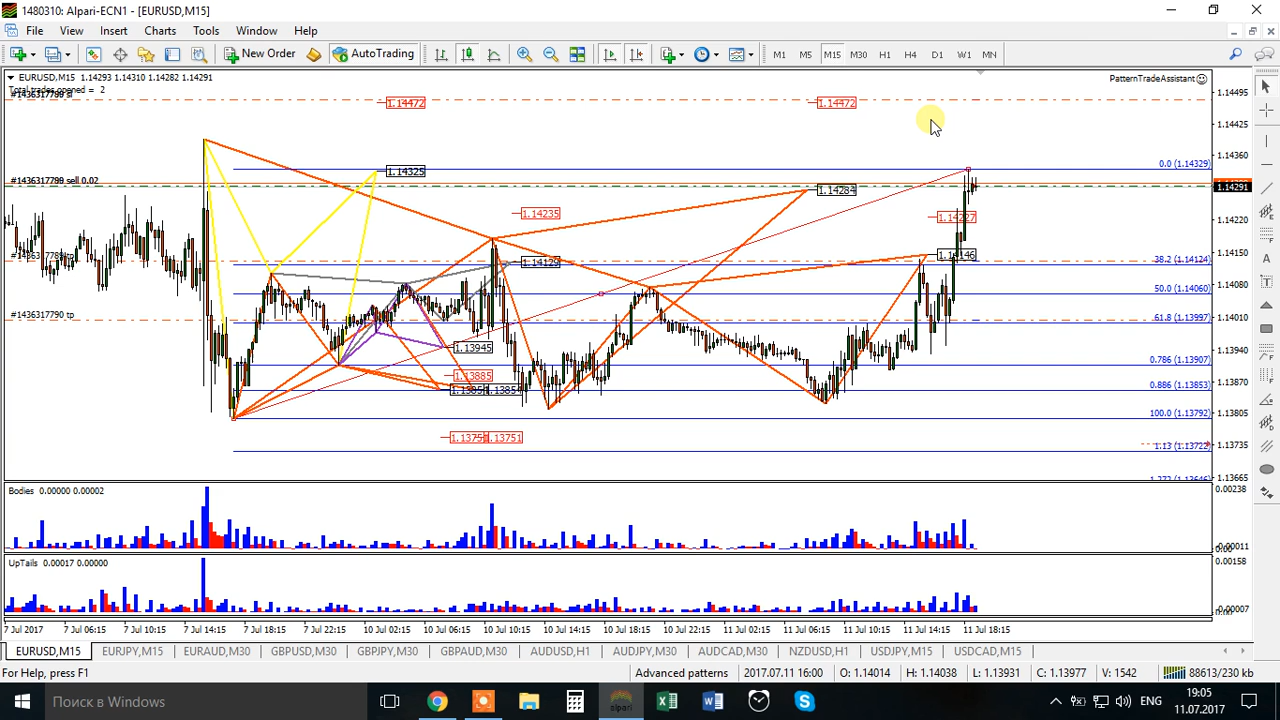 1480310: Alpari-ECN1 - [EURUSD,M15]
File View Insert Charts Tools Window Help
New Order AutoTrading M1 M5 M15 M30 H1 H4 D1 W1 MN
EURUSD,M15 1.14293 1.14310 1.14282 1.14291
PatternTradeAssistant
Total trades opened = 2
1.14495
1.14472 1.14472
1.14425
1.14360
0.0 (1.14329)
1.14325
#1436317799 sell 0.02
1.14284
1.14291
1.14235
1.14227
1.14220
1.14150
1.14146
1.14129
38.2 (1.14124)
1.14080
50.0 (1.14060)
#1436317790 tp
61.8 (1.13997)
1.14010
1.13945
1.13940
0.786 (1.13907)
1.13885
1.13870
0.886 (1.13853)
100.0 (1.13792)
1.13805
1.13751
1.13735
1.13 (1.13722)
1.13665
Bodies 0.00000 0.00002
0.00238
0.00011
UpTails 0.00017 0.00000
0.00158
0.00007
7 Jul 2017 7 Jul 06:15 7 Jul 10:15 7 Jul 14:15 7 Jul 18:15 7 Jul 22:15 10 Jul 02:15 10 Jul 06:15 10 Jul 10:15 10 Jul 14:15 10 Jul 18:15 10 Jul 22:15 11 Jul 02:15 11 Jul 06:15 11 Jul 10:15 11 Jul 14:15 11 Jul 18:15
EURUSD,M15 EURJPY,M15 EURAUD,M30 GBPUSD,M30 GBPJPY,M30 GBPAUD,M30 AUDUSD,H1 AUDJPY,M30 AUDCAD,M30 NZDUSD,H1 USDJPY,M15 USDCAD,M15
For Help, press F1 Advanced patterns 2017.07.11 16:00 O: 1.14014 H: 1.14038 L: 1.13931 C: 1.13977 V: 1542 88613/230 kb
Поиск в Windows alpari ENG 19:05
11.07.2017